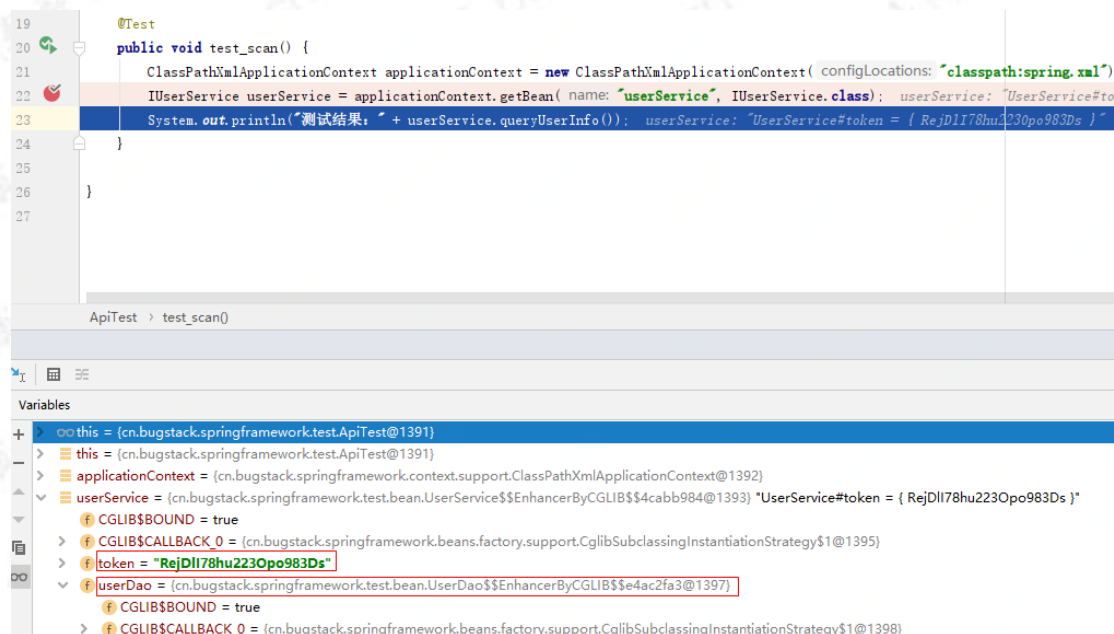 19 @Test
20 public void test_scan() {
21 ClassPathXmlApplicationContext applicationContext = new ClassPathXmlApplicationContext( configLocations: "classpath:spring.xml")
22 IUserService userService = applicationContext.getBean( name: "userService", IUserService.class); userService: "UserService#to
23 System.out.println("测试结果：" + userService.queryUserInfo()); userService: "UserService#token = { RejDlI78hu223Opo983Ds }"
24 }
25
26 }
27
ApiTest > test_scan()
Variables
this = {cn.bugstack.springframework.test.ApiTest@1391}
this = {cn.bugstack.springframework.test.ApiTest@1391}
applicationContext = {cn.bugstack.springframework.context.support.ClassPathXmlApplicationContext@1392}
userService = {cn.bugstack.springframework.test.bean.UserService$$EnhancerByCGLIB$$4cabb984@1393} "UserService#token = { RejDlI78hu223Opo983Ds }"
f CGLIB$BOUND = true
f CGLIB$CALLBACK_0 = {cn.bugstack.springframework.beans.factory.support.CglibSubclassingInstantiationStrategy$1@1395}
f token = "RejDlI78hu223Opo983Ds"
f userDao = {cn.bugstack.springframework.test.bean.UserDao$$EnhancerByCGLIB$$e4ac2fa3@1397}
f CGLIB$BOUND = true
f CGLIB$CALLBACK_0 = {cn.bugstack.springframework.beans.factory.support.CglibSubclassingInstantiationStrategy$1@1398}